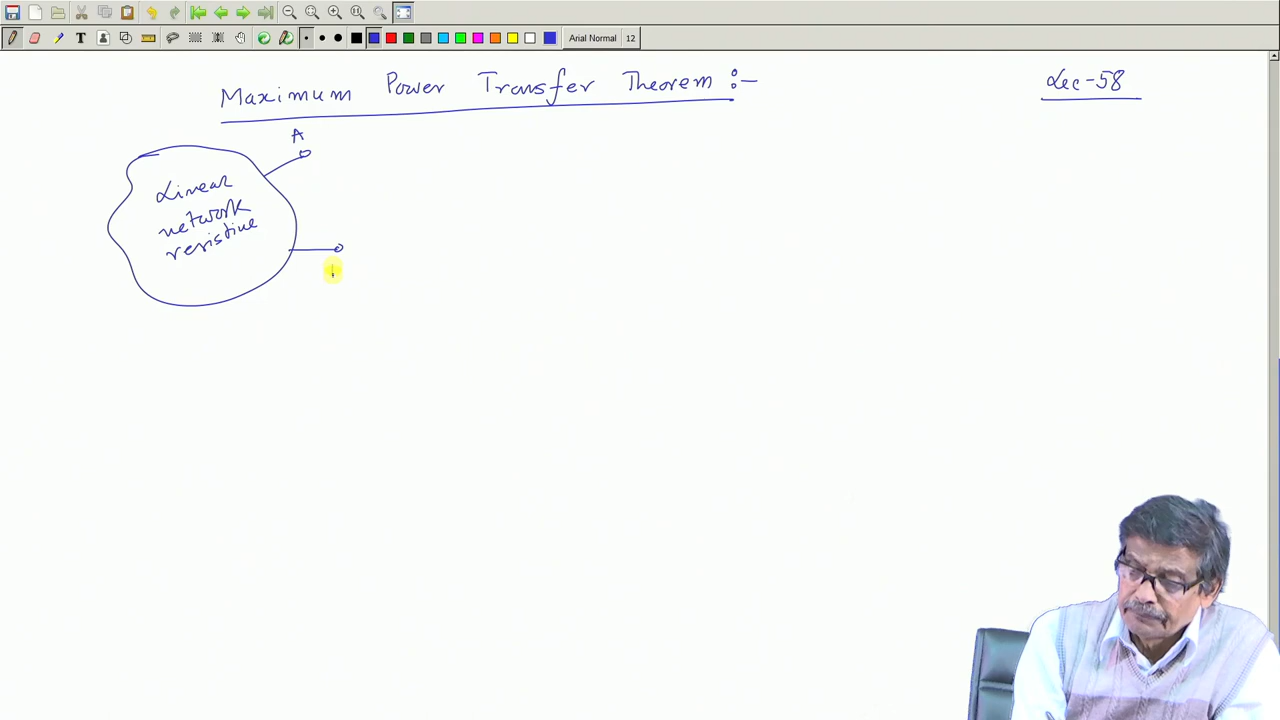 Arial Normal 12
Maximum Power Transfer Theorem :-
Lec-58
A
Linear
network
resistive